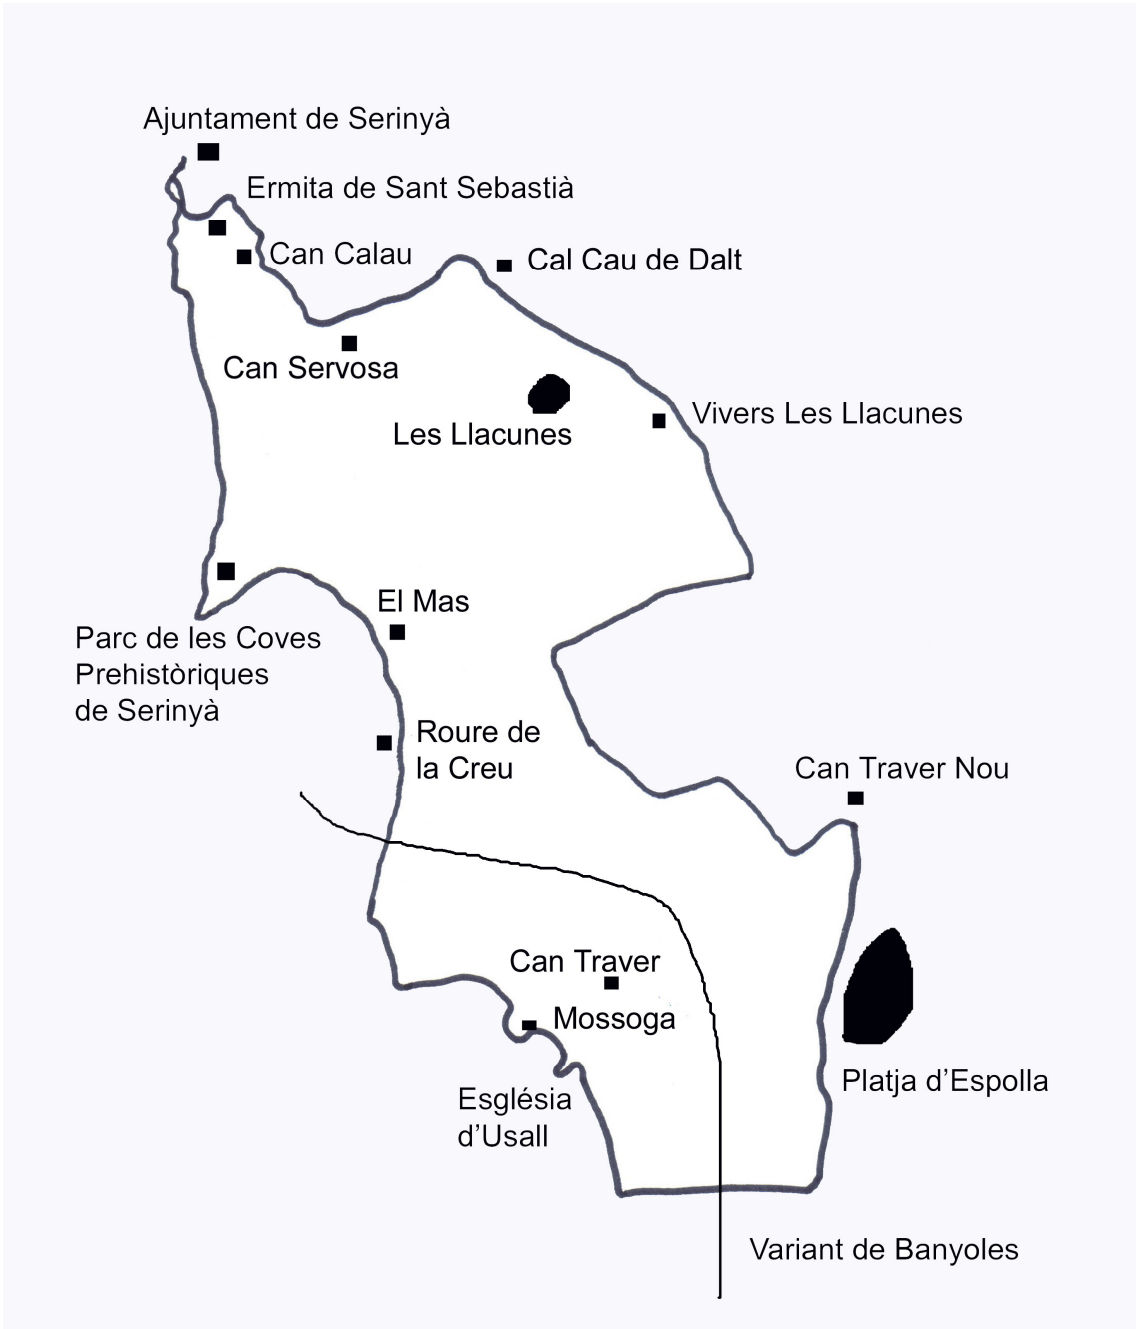 Ajuntament de Serinyà
Ermita de Sant Sebastià
Can Calau
Cal Cau de Dalt
Can Servosa
Les Llacunes
Vivers Les Llacunes
El Mas
Parc de les Coves
Prehistòriques
de Serinyà
Roure de
la Creu
Can Traver Nou
Can Traver
Mossoga
Platja d’Espolla
Església
d’Usall
Variant de Banyoles